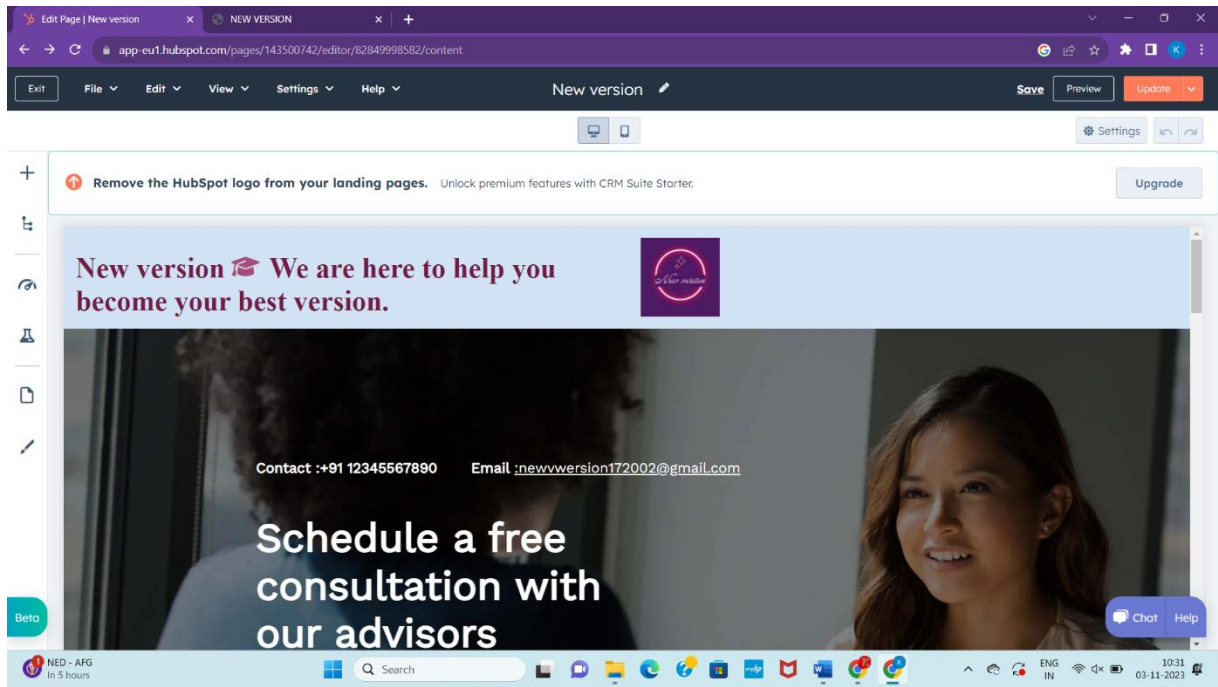 Edit Page | New version
NEW VERSION
app-eu1.hubspot.com/pages/143500742/editor/82849998582/content
K
Exit File Edit View Settings Help New version Save Preview Update
Settings
Remove the HubSpot logo from your landing pages. Unlock premium features with CRM Suite Starter. Upgrade
New version We are here to help you
become your best version.
New version
Contact :+91 12345567890 Email :newvwersion172002@gmail.com
Schedule a free
consultation with
our advisors
Beta
Chat Help
NED - AFG
In 5 hours
Search
ENG
IN
10:31
03-11-2023